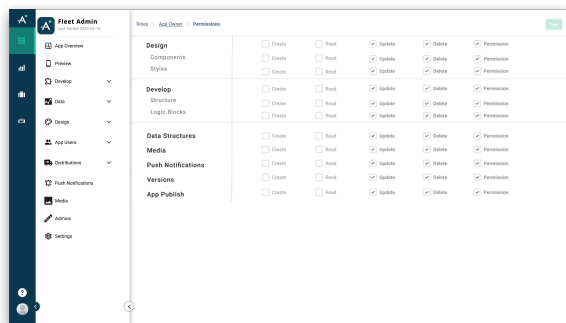 Fleet Admin
Last Edited 2023-02-15
Roles > App Owner > Permissions
Save
App Overview
Preview
Develop
Data
Design
App Users
Distributions
Push Notifications
Media
Admins
Settings
Design Create Read Update Delete Permission
Components Create Read Update Delete Permission
Styles Create Read Update Delete Permission
Develop Create Read Update Delete Permission
Structure Create Read Update Delete Permission
Logic Blocks Create Read Update Delete Permission
Data Structures Create Read Update Delete Permission
Media Create Read Update Delete Permission
Push Notifications Create Read Update Delete Permission
Versions Create Read Update Delete Permission
App Publish Create Read Update Delete Permission